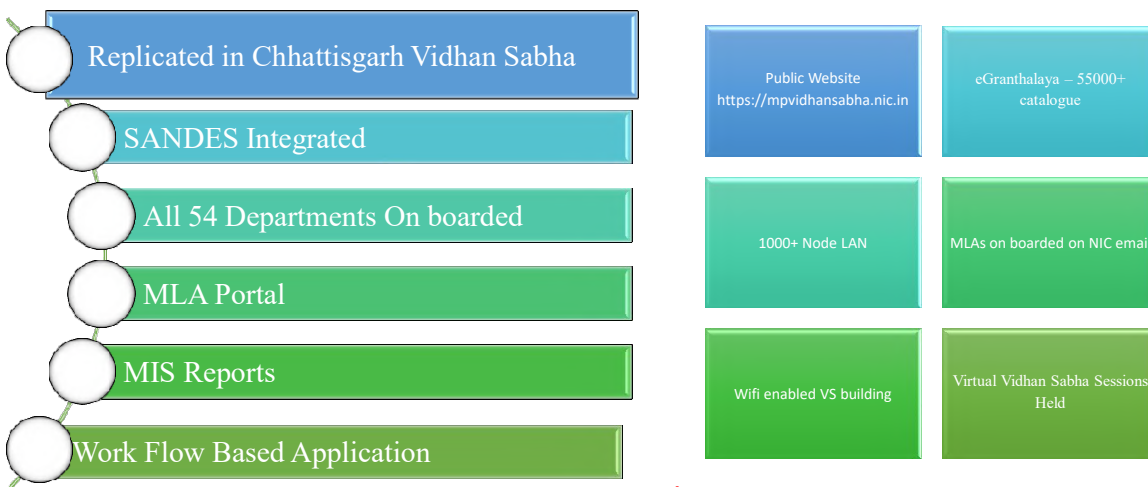 Replicated in Chhattisgarh Vidhan Sabha
SANDES Integrated
All 54 Departments On boarded
MLA Portal
MIS Reports
Work Flow Based Application
Public Website
https://mpvidhansabha.nic.in
eGranthalaya – 55000+
catalogue
1000+ Node LAN
MLAs on boarded on NIC emai
Wifi enabled VS building
Virtual Vidhan Sabha Sessions
Held